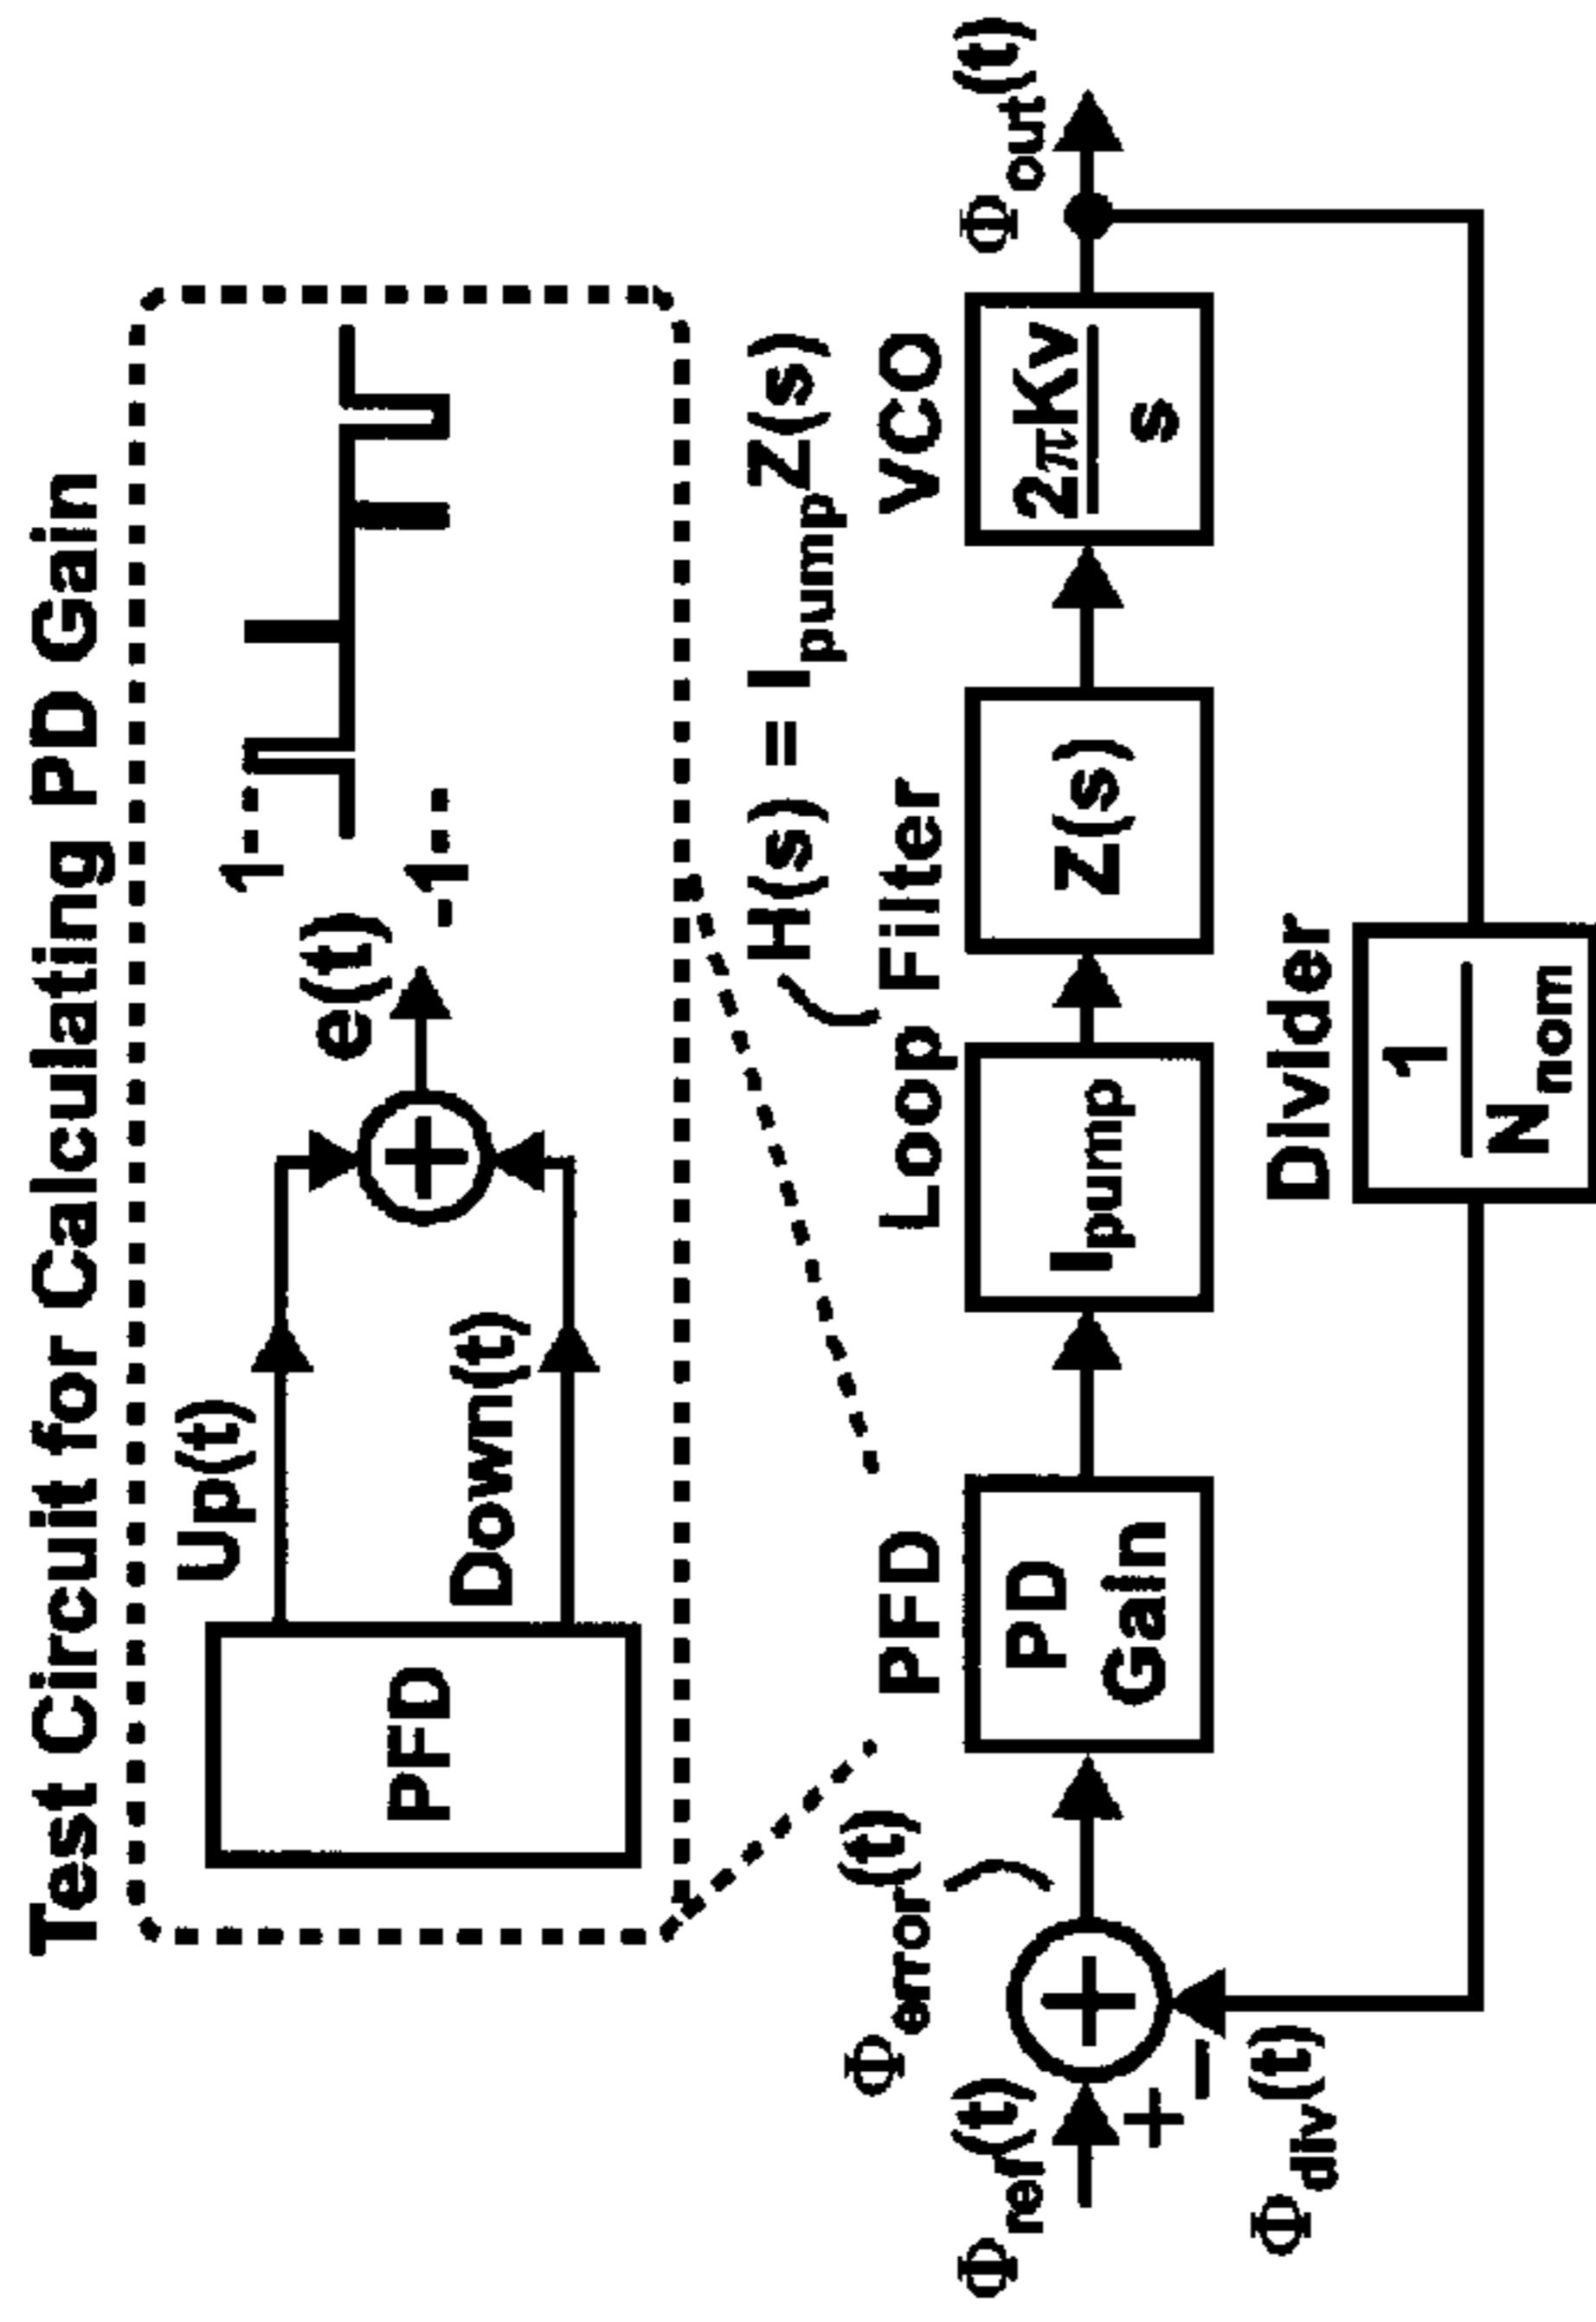 Test Circuit for Calculating PD Gain
PFD
Up(t)
Down(t)
e(t)
1
-1
H(s) = IpumpZ(s)
Φref(t)
+
−
Φdiv(t)
Φerror(t)
PFD
PD
Gain
Loop Filter
Ipump
Z(s)
VCO
2πKv
s
Φout(t)
Divider
1
Nnom